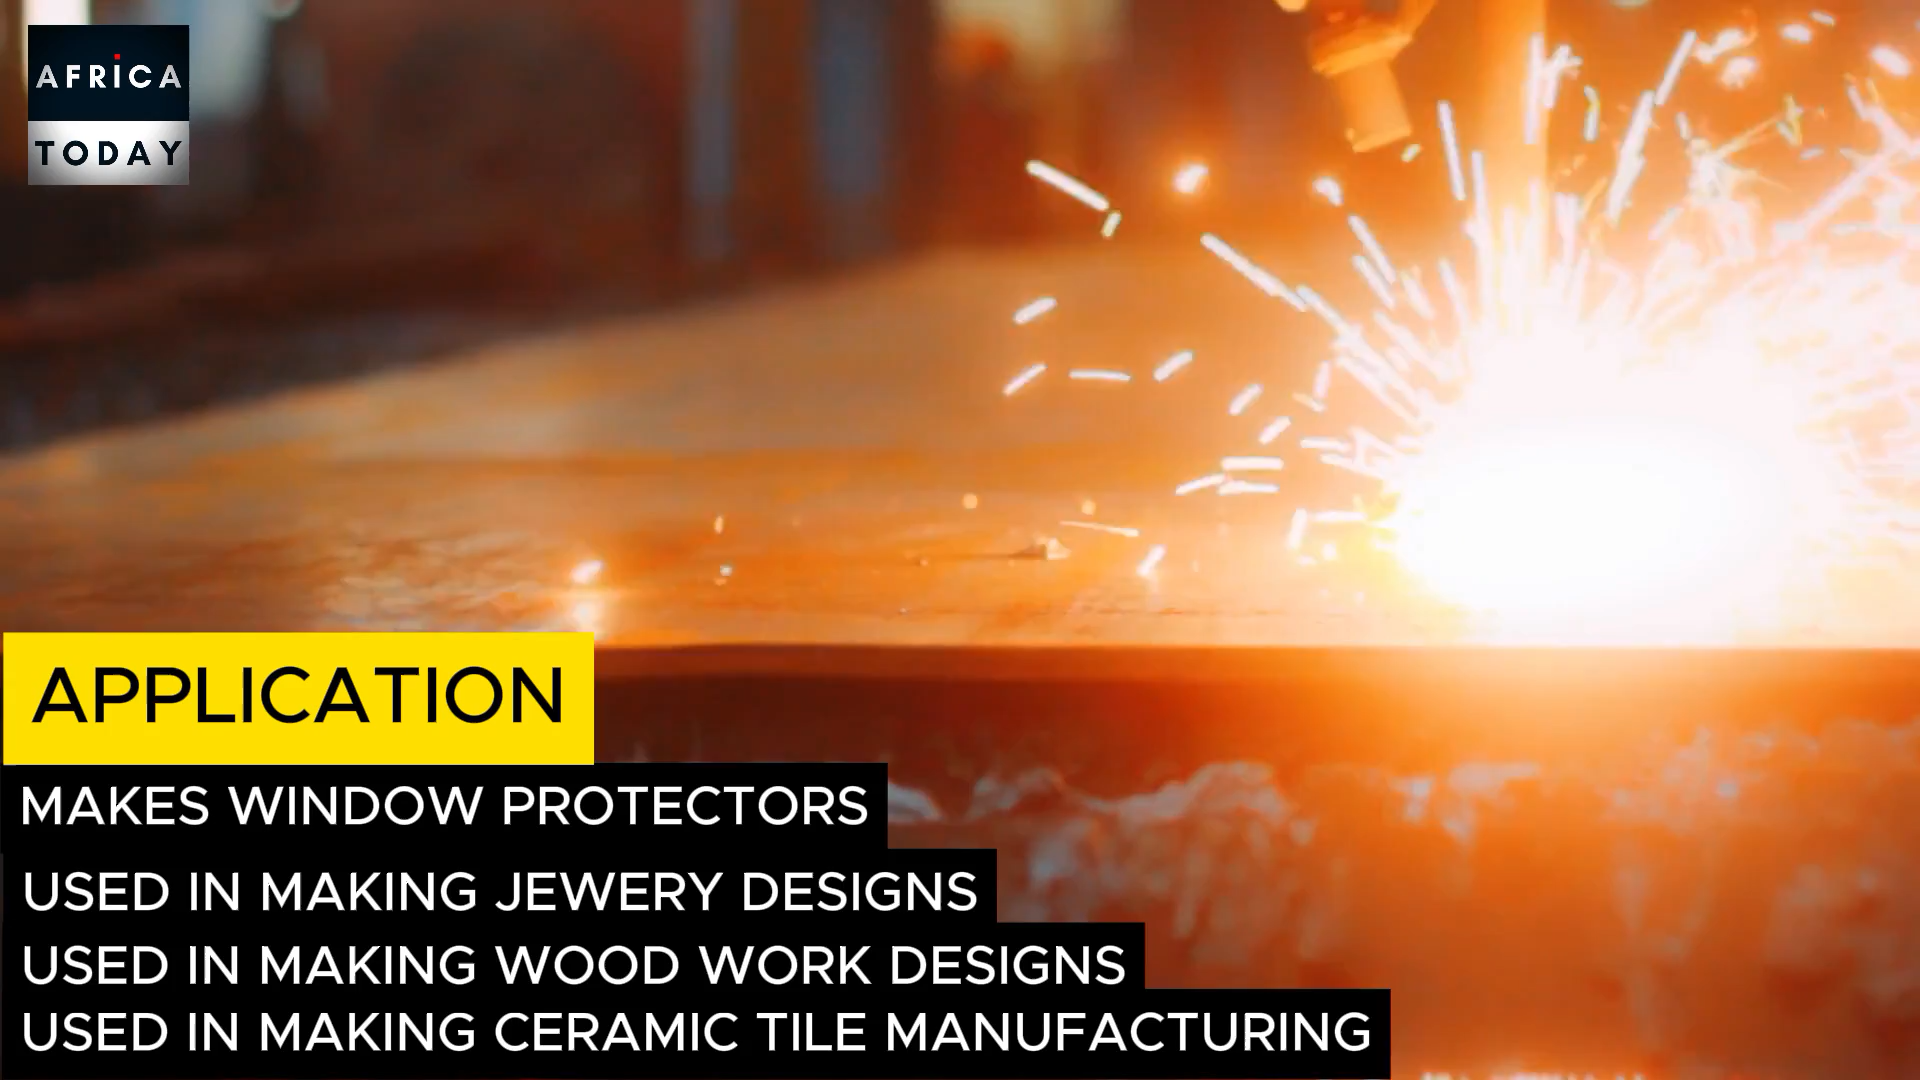 AFRICA
TODAY
APPLICATION
MAKES WINDOW PROTECTORS
USED IN MAKING JEWERY DESIGNS
USED IN MAKING WOOD WORK DESIGNS
USED IN MAKING CERAMIC TILE MANUFACTURING